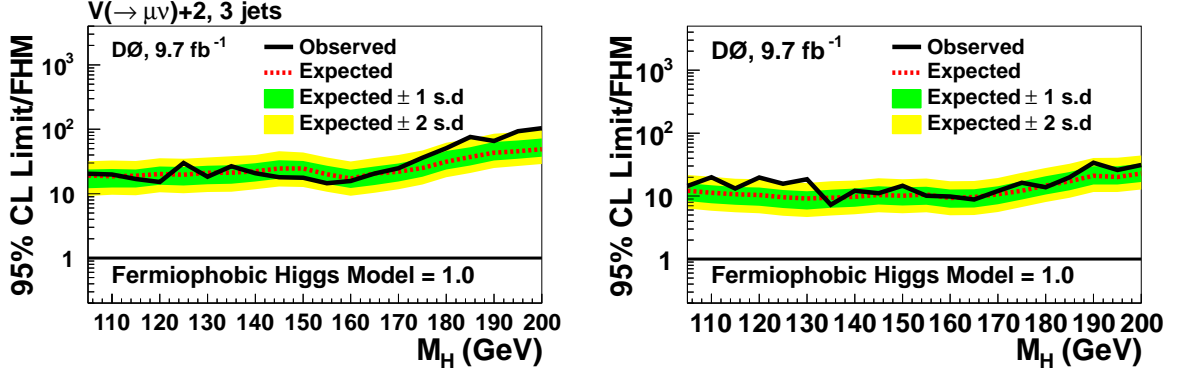 V(→ μν)+2, 3 jets
95% CL Limit/FHM
10³
10²
10
1
DØ, 9.7 fb⁻¹
Observed
Expected
Expected ± 1 s.d
Expected ± 2 s.d
Fermiophobic Higgs Model = 1.0
110 120 130 140 150 160 170 180 190 200
M_H (GeV)
95% CL Limit/FHM
10³
10²
10
1
DØ, 9.7 fb⁻¹
Observed
Expected
Expected ± 1 s.d
Expected ± 2 s.d
Fermiophobic Higgs Model = 1.0
110 120 130 140 150 160 170 180 190 200
M_H (GeV)